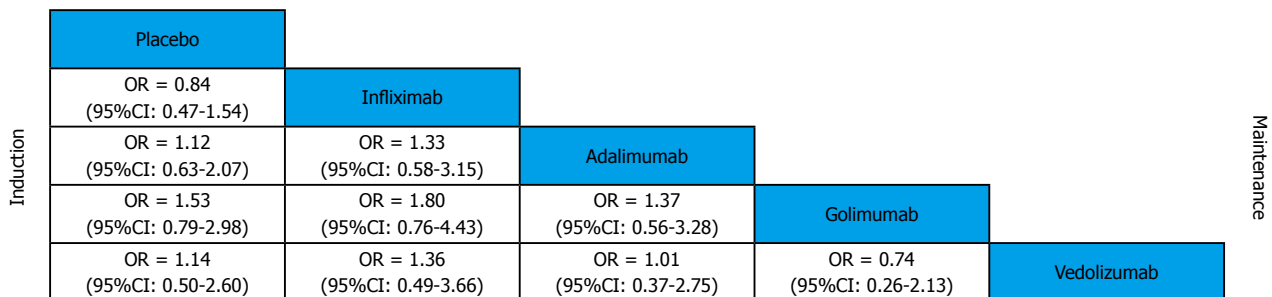 Placebo
OR = 0.84
(95%CI: 0.47-1.54)
Infliximab
OR = 1.12
(95%CI: 0.63-2.07)
OR = 1.33
(95%CI: 0.58-3.15)
Adalimumab
OR = 1.53
(95%CI: 0.79-2.98)
OR = 1.80
(95%CI: 0.76-4.43)
OR = 1.37
(95%CI: 0.56-3.28)
Golimumab
OR = 1.14
(95%CI: 0.50-2.60)
OR = 1.36
(95%CI: 0.49-3.66)
OR = 1.01
(95%CI: 0.37-2.75)
OR = 0.74
(95%CI: 0.26-2.13)
Vedolizumab
Induction
Maintenance